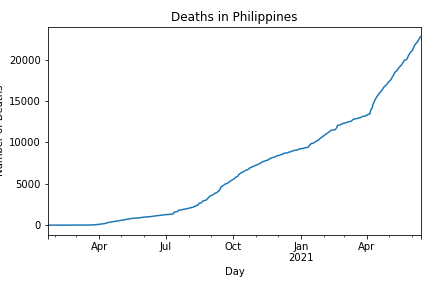 Deaths in Philippines
Number of Deaths
20000
15000
10000
5000
0
Apr Jul Oct Jan Apr
2021
Day